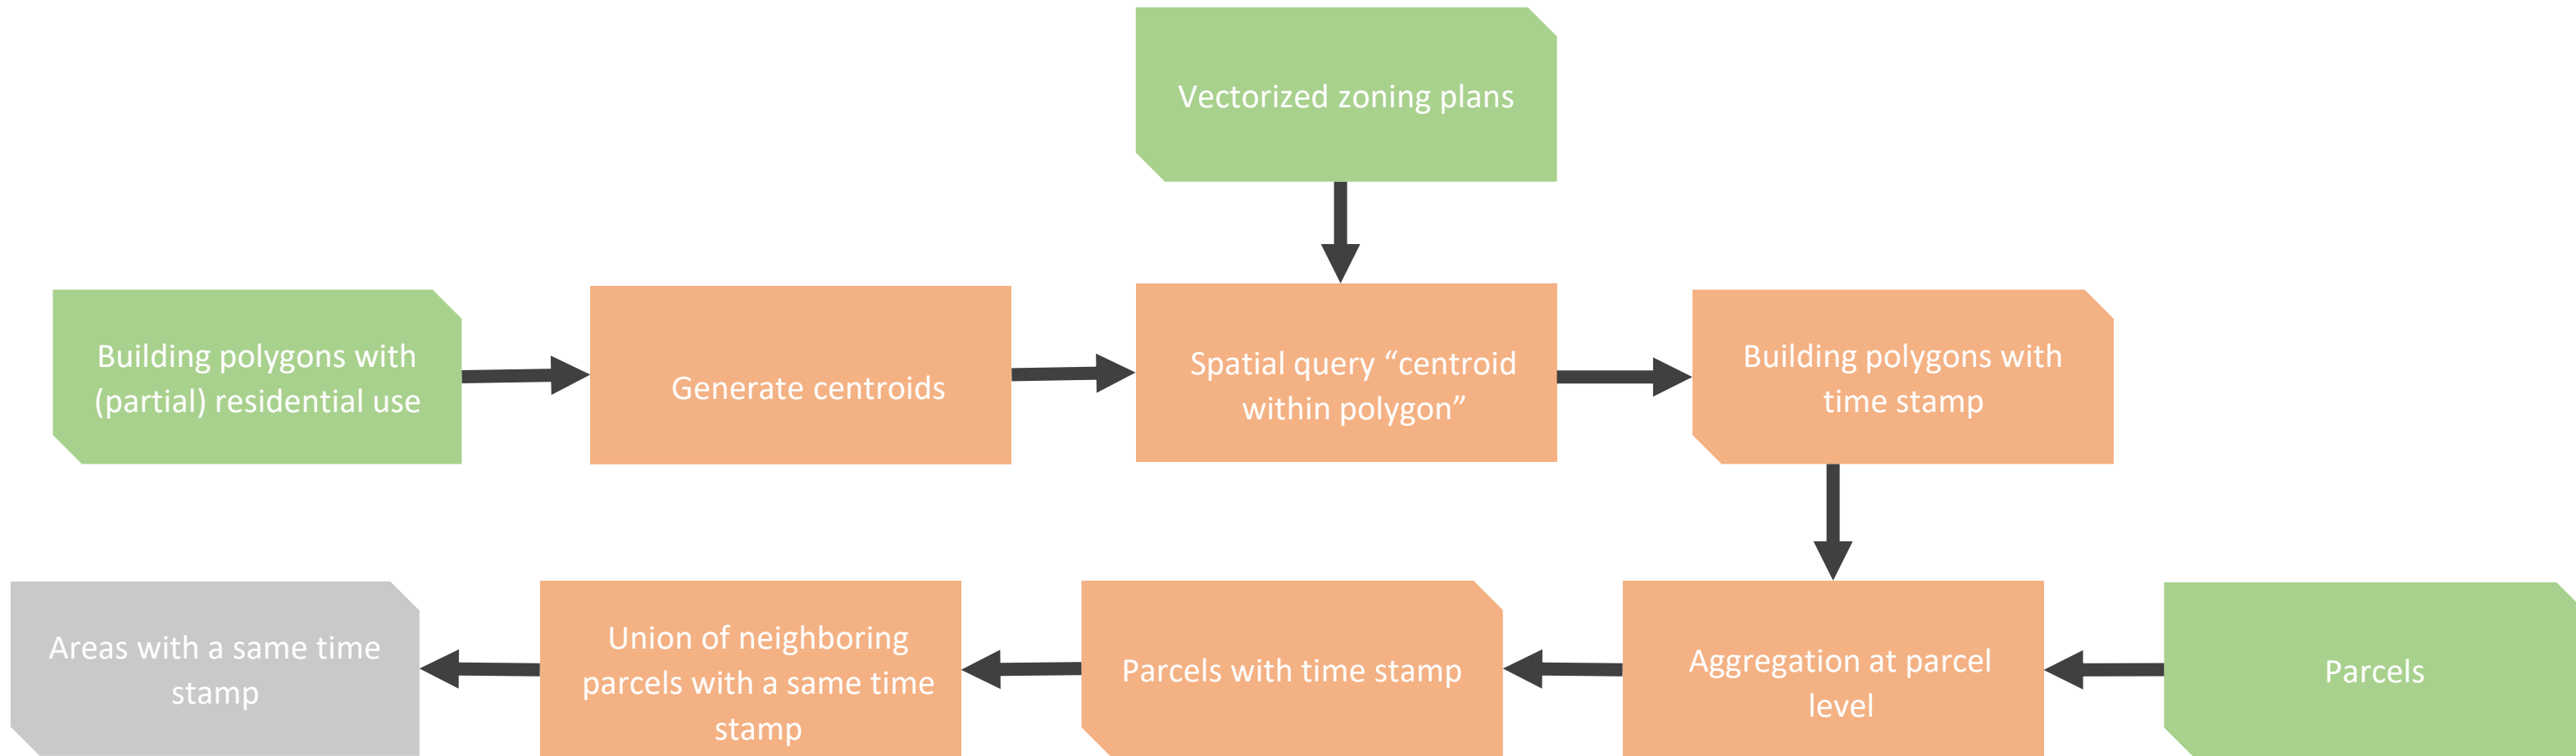 Vectorized zoning plans
Building polygons with
(partial) residential use
Generate centroids
Spatial query “centroid
within polygon”
Building polygons with
time stamp
Areas with a same time
stamp
Union of neighboring
parcels with a same time
stamp
Parcels with time stamp
Aggregation at parcel
level
Parcels